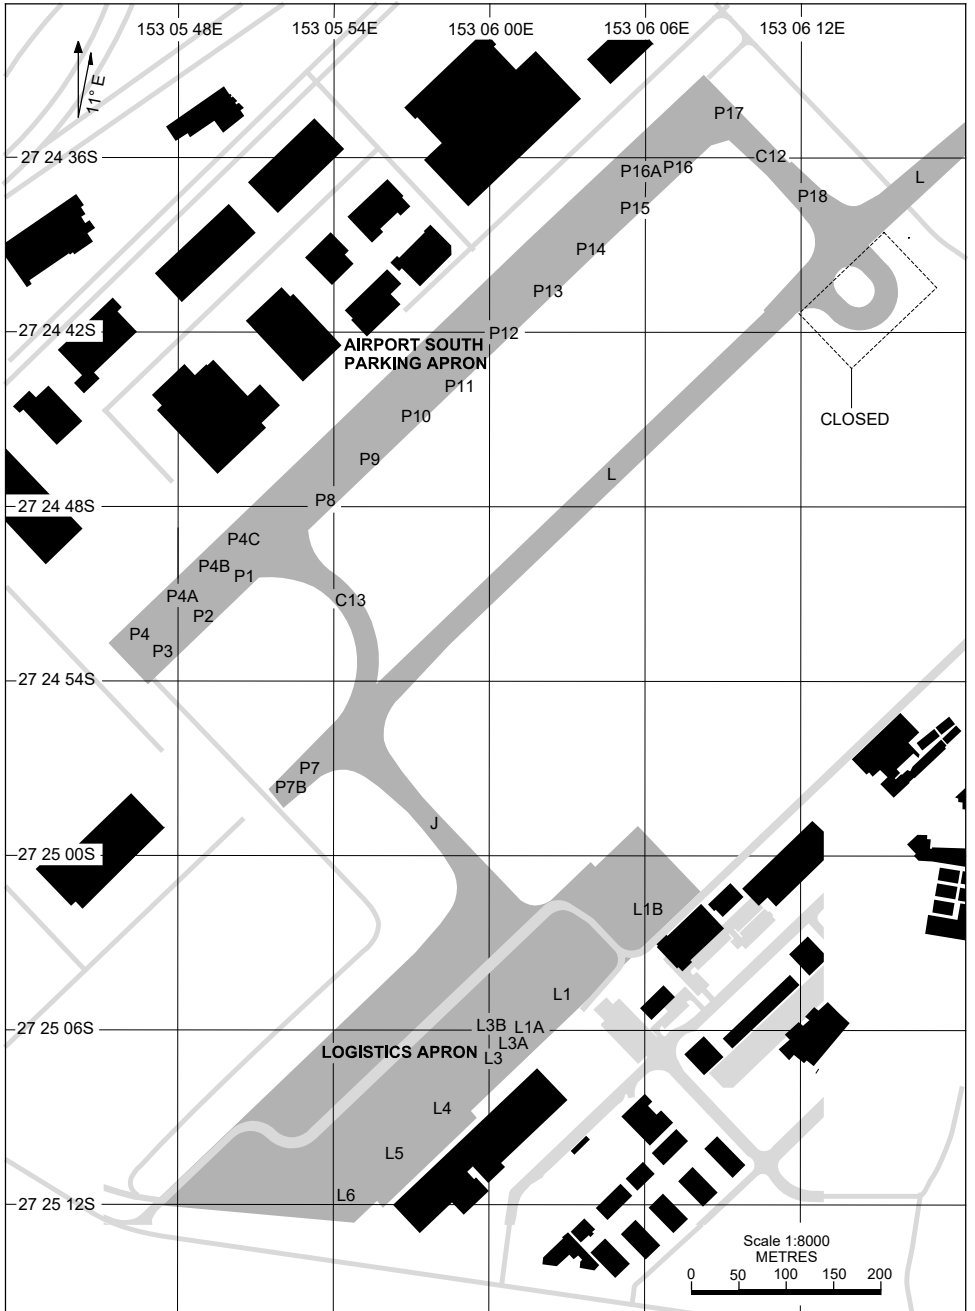 153 05 48E
153 05 54E
153 06 00E
153 06 06E
153 06 12E
11° E
P17
27 24 36S
C12
P16A
P16
L
P18
P15
P14
P13
27 24 42S
P12
AIRPORT SOUTH
PARKING APRON
P11
P10
CLOSED
P9
L
P8
27 24 48S
P4C
P4B
P1
P4A
C13
P2
P4
P3
27 24 54S
P7
P7B
J
27 25 00S
L1B
L1
27 25 06S
L3B
L1A
L3A
LOGISTICS APRON
L3
L4
L5
L6
27 25 12S
Scale 1:8000
METRES
0 50 100 150 200